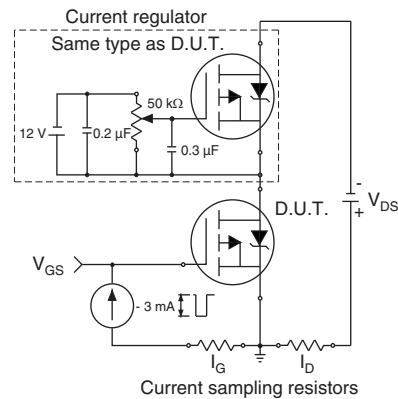 Current regulator
Same type as D.U.T.
50 kΩ
12 V
0.2 µF
0.3 µF
-
+
V_DS
D.U.T.
V_GS
- 3 mA
I_G
I_D
Current sampling resistors